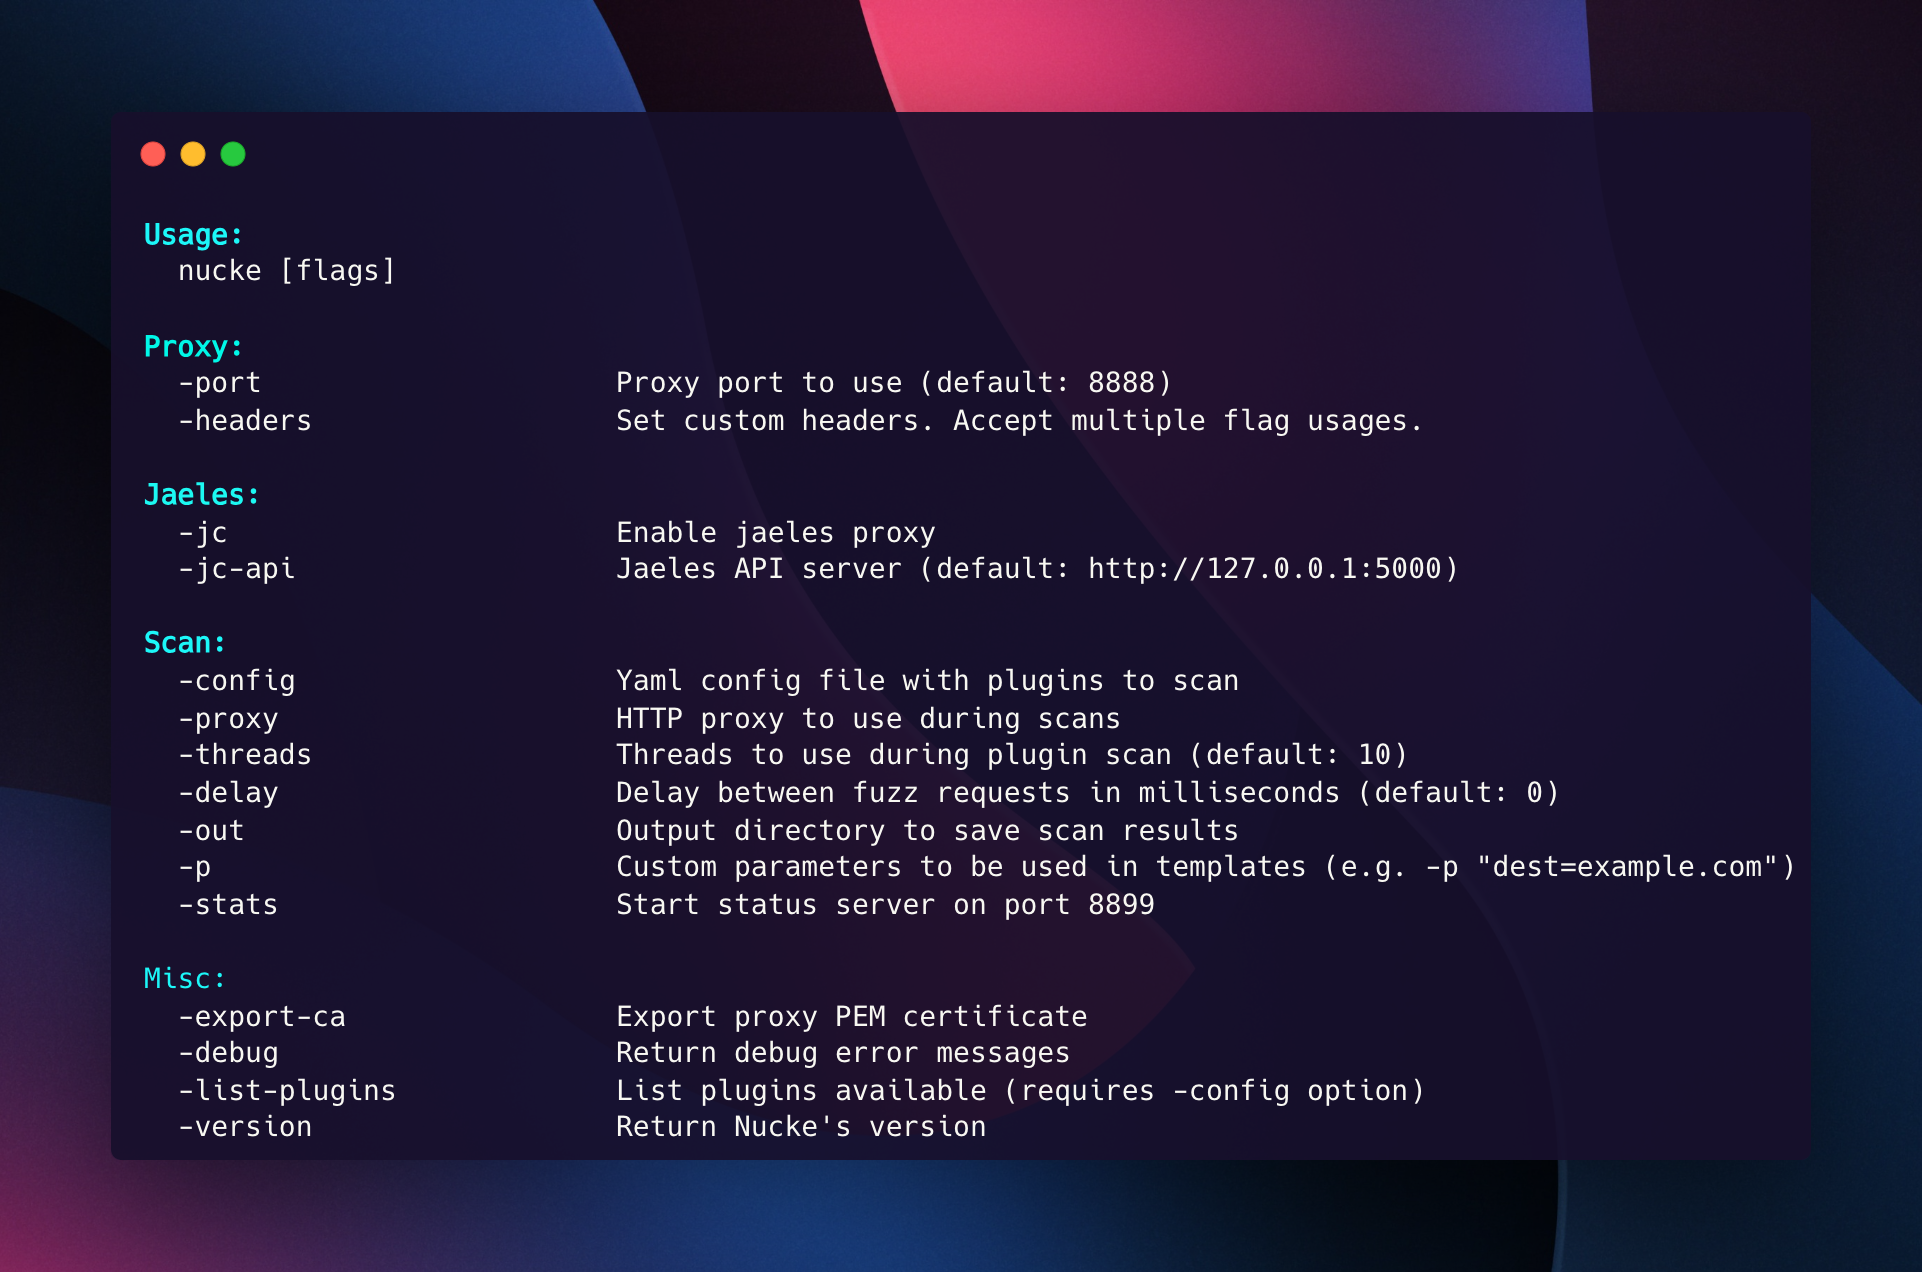 Usage:
nucke [flags]
Proxy:
-port Proxy port to use (default: 8888)
-headers Set custom headers. Accept multiple flag usages.
Jaeles:
-jc Enable jaeles proxy
-jc-api Jaeles API server (default: http://127.0.0.1:5000)
Scan:
-config Yaml config file with plugins to scan
-proxy HTTP proxy to use during scans
-threads Threads to use during plugin scan (default: 10)
-delay Delay between fuzz requests in milliseconds (default: 0)
-out Output directory to save scan results
-p Custom parameters to be used in templates (e.g. -p "dest=example.com")
-stats Start status server on port 8899
Misc:
-export-ca Export proxy PEM certificate
-debug Return debug error messages
-list-plugins List plugins available (requires -config option)
-version Return Nucke's version